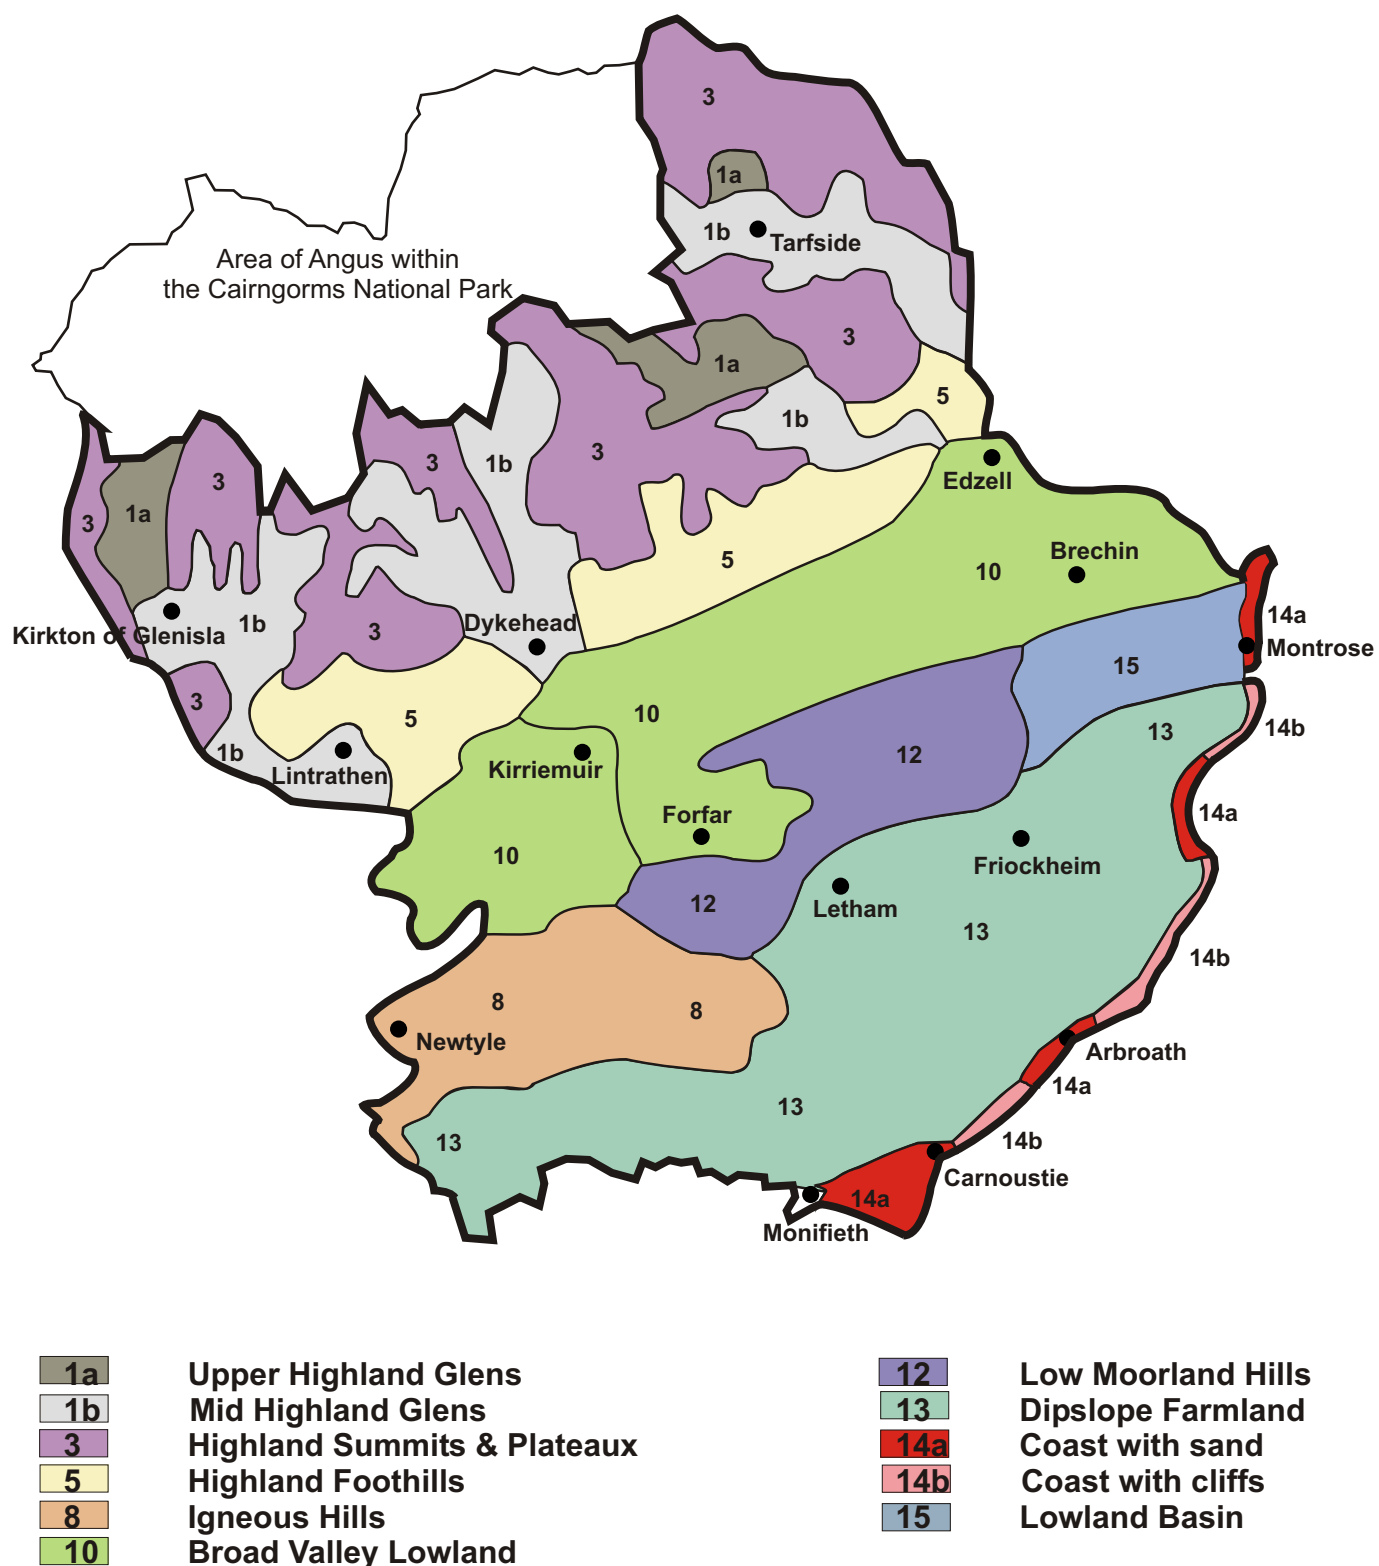 3
1a
1b
Tarfside
Area of Angus within
the Cairngorms National Park
3
1a
5
1b
3
3
1b
Edzell
3
1a
3
Brechin
5
10
14a
Kirkton of Glenisla
1b
3
Dykehead
Montrose
15
3
10
5
14b
13
1b
12
Lintrathen
Kirriemuir
Forfar
14a
10
Friockheim
12
Letham
13
14b
8
8
Newtyle
Arbroath
14a
13
13
14b
Carnoustie
14a
Monifieth
1a Upper Highland Glens
1b Mid Highland Glens
3 Highland Summits & Plateaux
5 Highland Foothills
8 Igneous Hills
10 Broad Valley Lowland
12 Low Moorland Hills
13 Dipslope Farmland
14a Coast with sand
14b Coast with cliffs
15 Lowland Basin